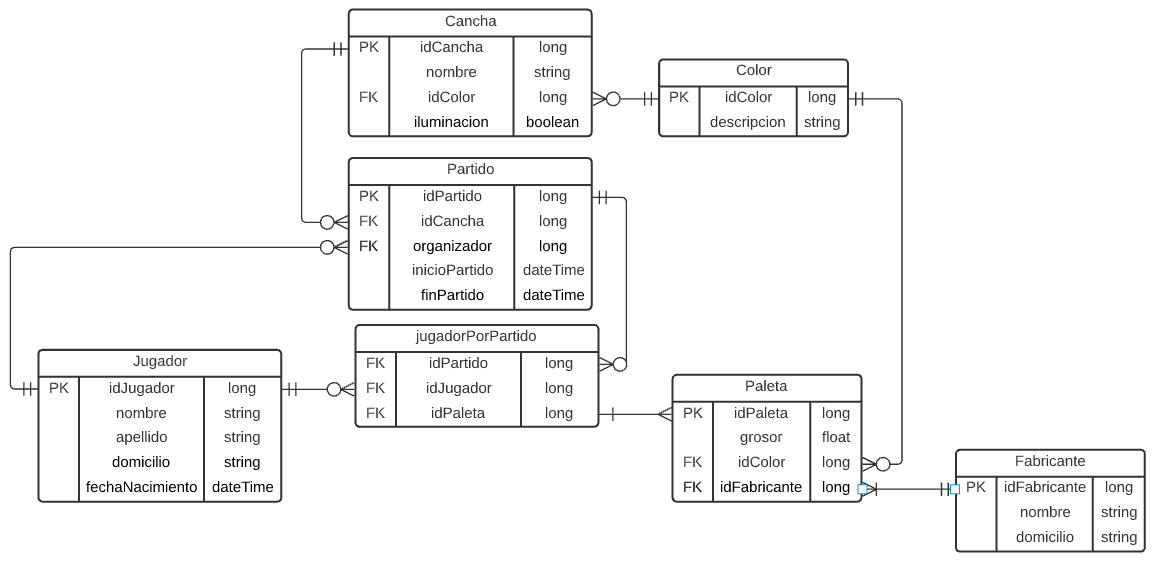 Cancha
PK idCancha long
nombre string
FK idColor long
iluminacion boolean
Color
PK idColor long
descripcion string
Partido
PK idPartido long
FK idCancha long
FK organizador long
inicioPartido dateTime
finPartido dateTime
jugadorPorPartido
FK idPartido long
FK idJugador long
FK idPaleta long
Jugador
PK idJugador long
nombre string
apellido string
domicilio string
fechaNacimiento dateTime
Paleta
PK idPaleta long
grosor float
FK idColor long
FK idFabricante long
Fabricante
PK idFabricante long
nombre string
domicilio string